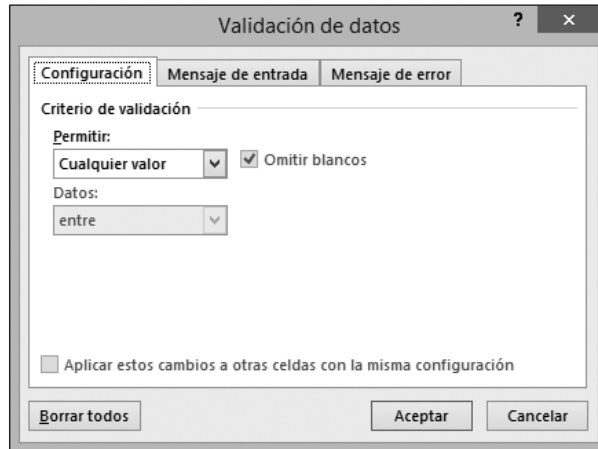 Validación de datos ? ×
Configuración Mensaje de entrada Mensaje de error
Criterio de validación
Permitir:
Cualquier valor Omitir blancos
Datos:
entre
Aplicar estos cambios a otras celdas con la misma configuración
Borrar todos Aceptar Cancelar